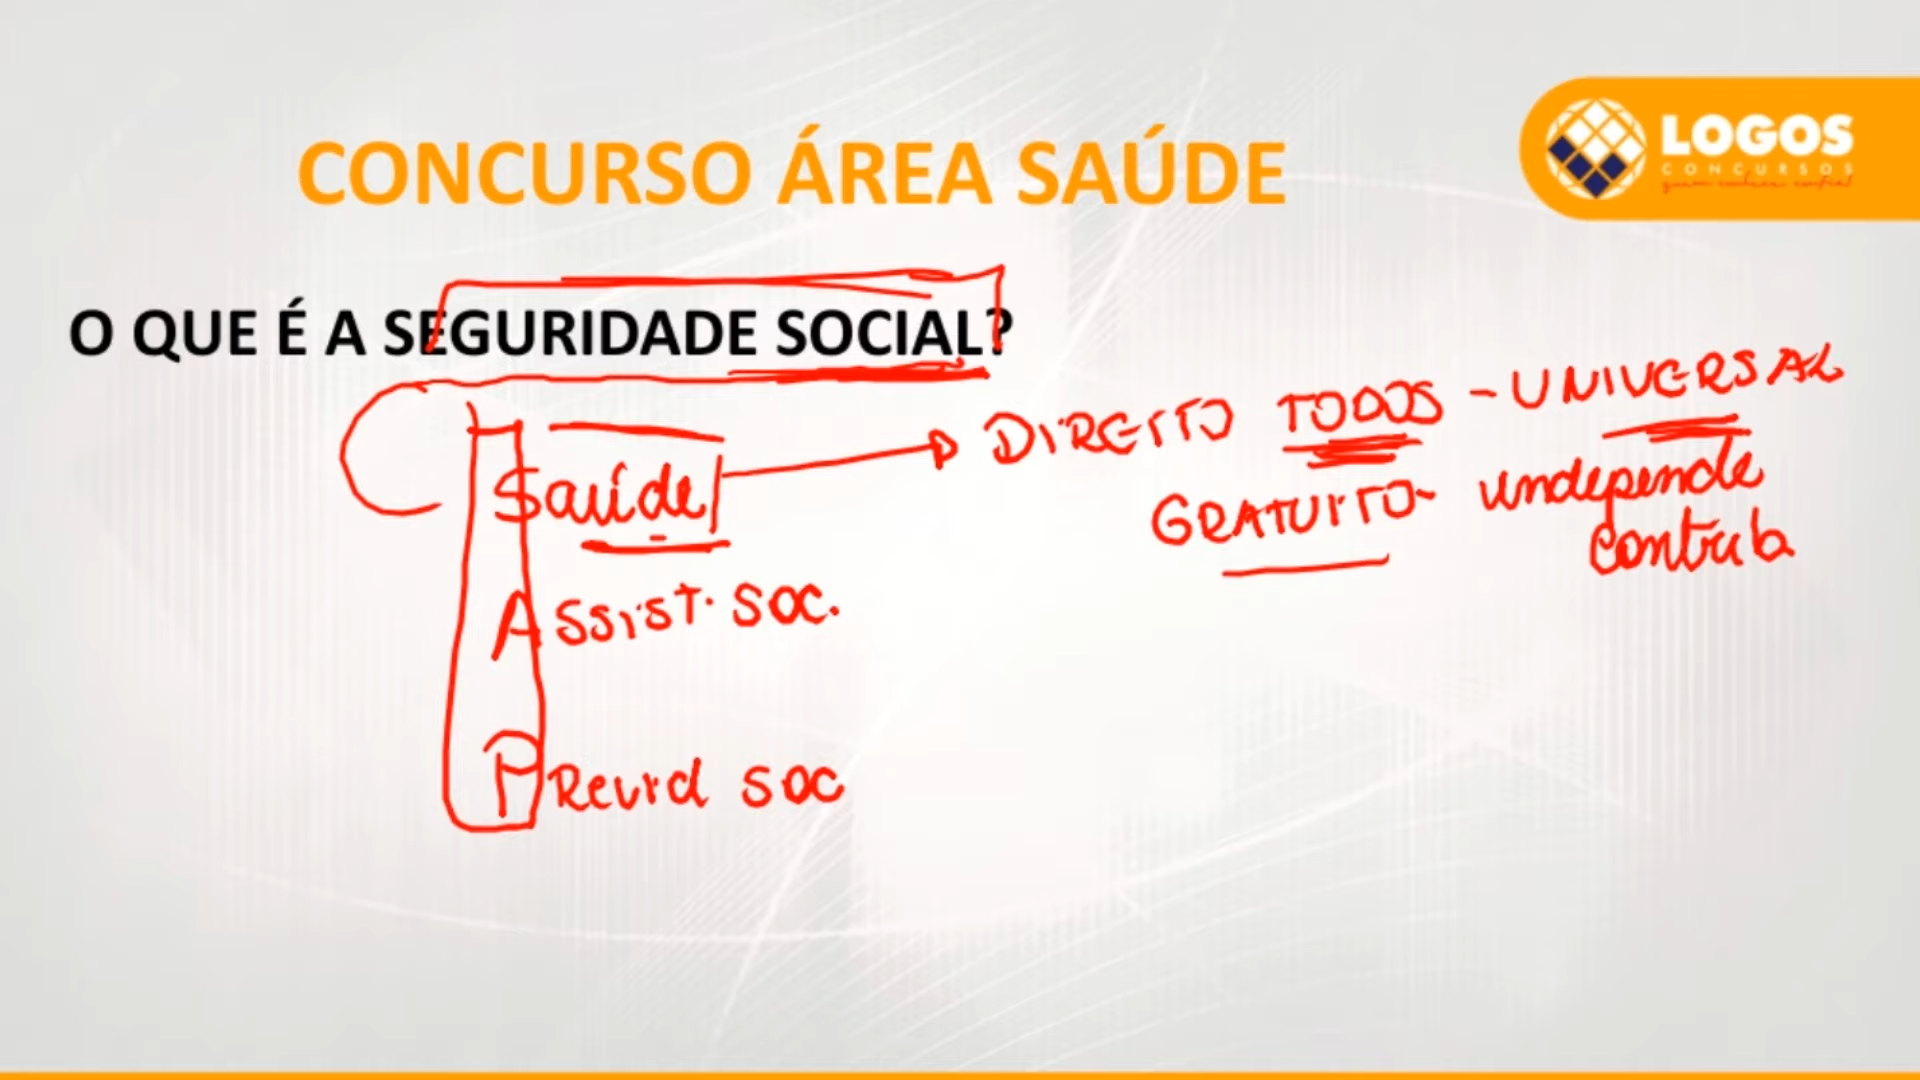 CONCURSO ÁREA SAÚDE
LOGOS
CONCURSOS
O QUE É A SEGURIDADE SOCIAL?
Saúde
DIREITO TODOS - UNIVERSAL
GRATUITO - independe
contrib
Assist. soc.
Previd soc